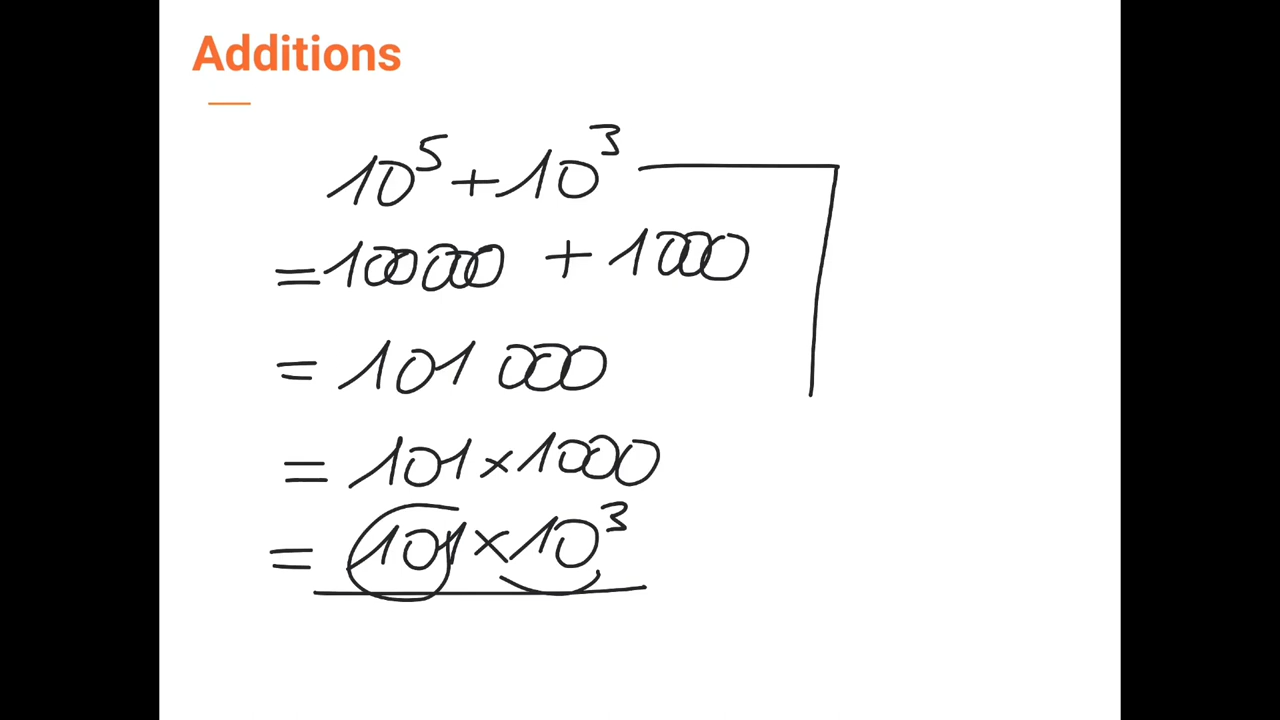 Additions
10⁵ + 10³
= 100000 + 1000
= 101 000
= 101 × 1000
= 101 × 10³